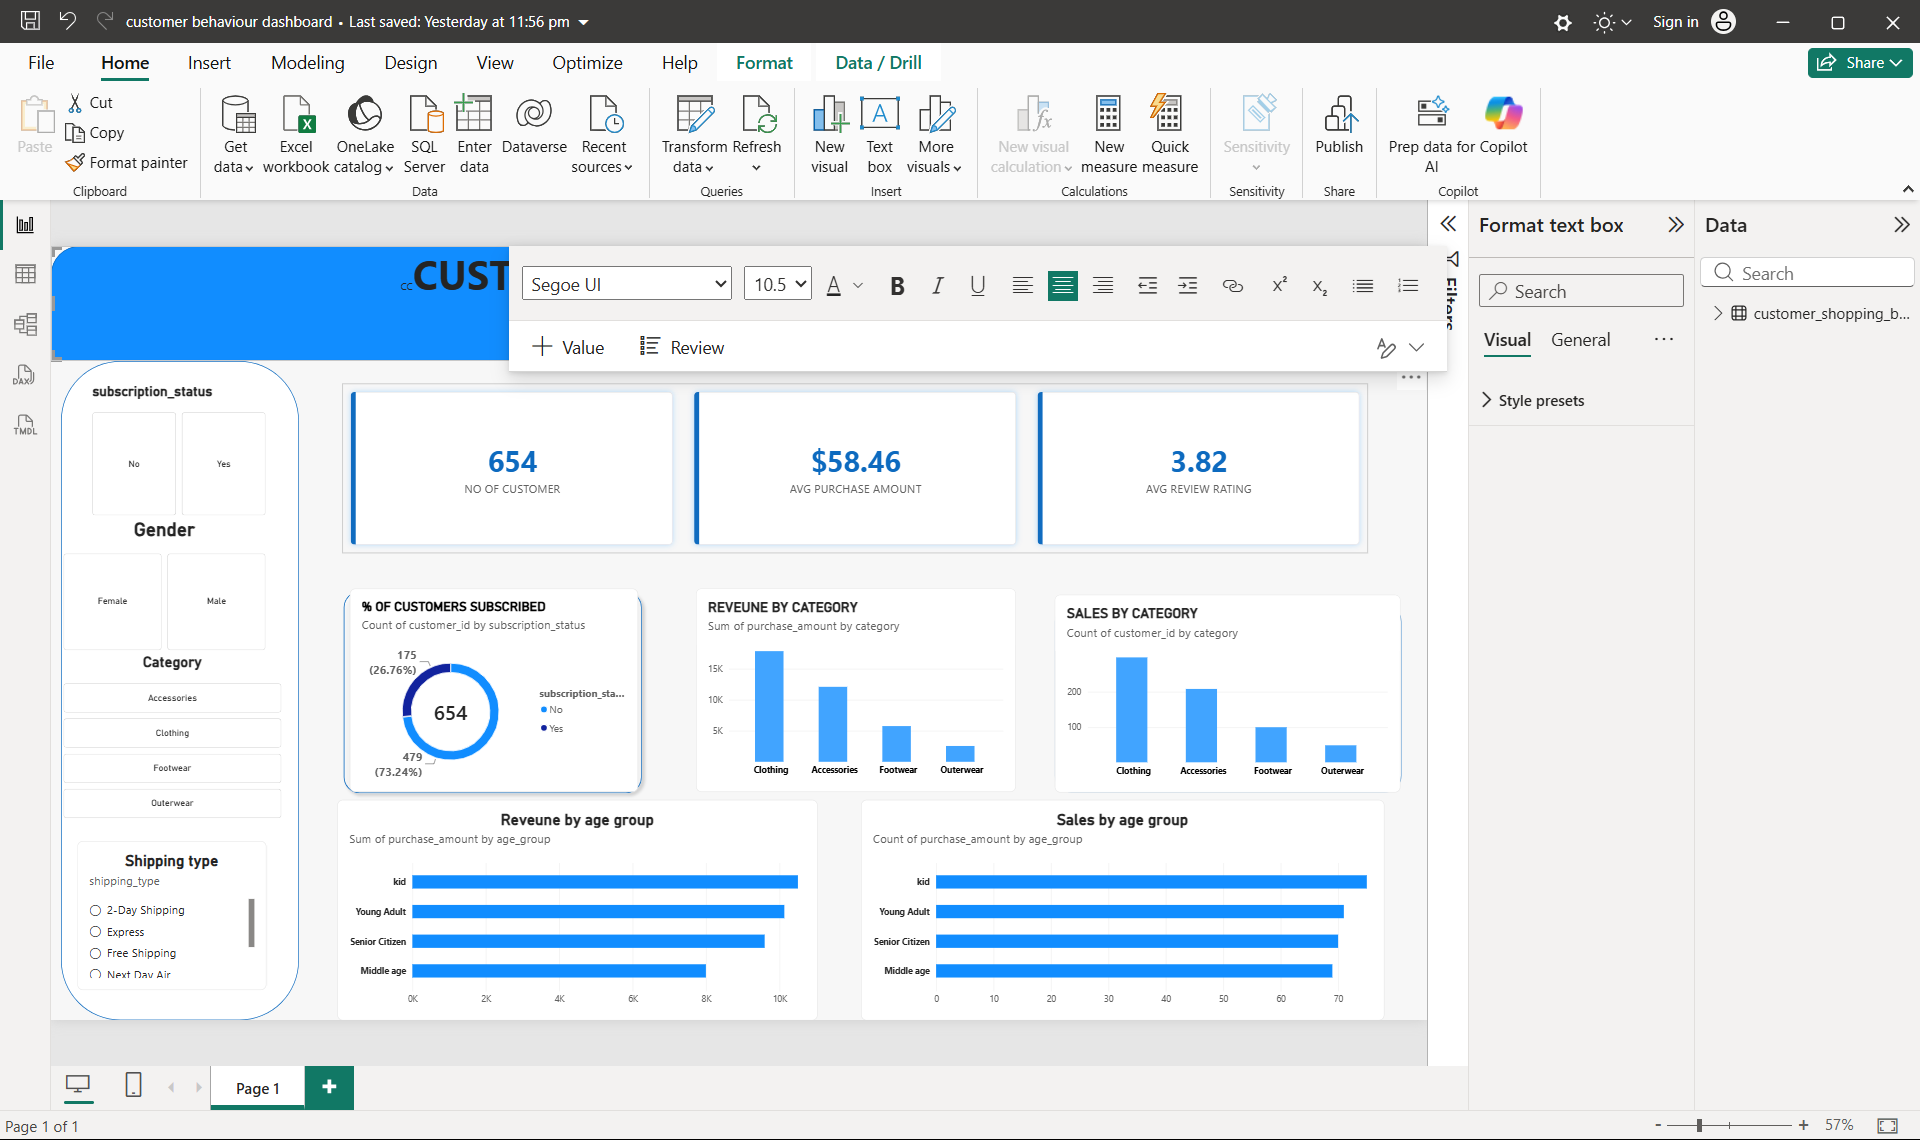 customer behaviour dashboard • Last saved: Yesterday at 11:56 pm
Sign in
File
Home
Insert
Modeling
Design
View
Optimize
Help
Format
Data / Drill
Share
Paste
Cut
Copy
Format painter
Clipboard
Get data
Excel workbook
OneLake catalog
SQL Server
Enter data
Dataverse
Recent sources
Data
Transform data
Refresh
Queries
New visual
Text box
More visuals
Insert
New visual calculation
New measure
Quick measure
Calculations
Sensitivity
Sensitivity
Publish
Share
Prep data for AI
Copilot
Copilot
DAX
TMDL
ccCUST
Segoe UI
10.5
Value
Review
Filters
Format text box
Search
Visual
General
Style presets
Data
Search
customer_shopping_b...
subscription_status
No
Yes
Gender
Female
Male
Category
Accessories
Clothing
Footwear
Outerwear
Shipping type
shipping_type
2-Day Shipping
Express
Free Shipping
Next Day Air
654
NO OF CUSTOMER
$58.46
AVG PURCHASE AMOUNT
3.82
AVG REVIEW RATING
% OF CUSTOMERS SUBSCRIBED
Count of customer_id by subscription_status
175
(26.76%)
654
479
(73.24%)
subscription_sta...
No
Yes
REVEUNE BY CATEGORY
Sum of purchase_amount by category
15K
10K
5K
Clothing
Accessories
Footwear
Outerwear
SALES BY CATEGORY
Count of customer_id by category
200
100
Clothing
Accessories
Footwear
Outerwear
Reveune by age group
Sum of purchase_amount by age_group
kid
Young Adult
Senior Citizen
Middle age
0K
2K
4K
6K
8K
10K
Sales by age group
Count of purchase_amount by age_group
kid
Young Adult
Senior Citizen
Middle age
0
10
20
30
40
50
60
70
Page 1
Page 1 of 1
57%